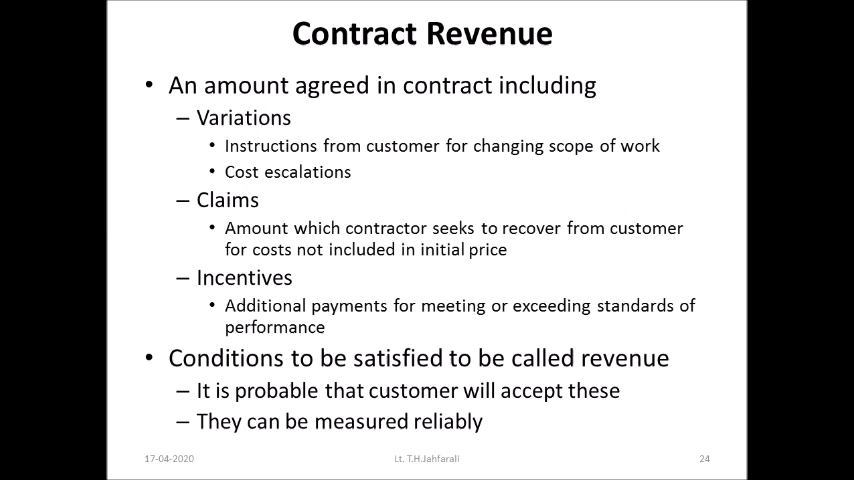 Contract Revenue
• An amount agreed in contract including
– Variations
• Instructions from customer for changing scope of work
• Cost escalations
– Claims
• Amount which contractor seeks to recover from customer
for costs not included in initial price
– Incentives
• Additional payments for meeting or exceeding standards of
performance
• Conditions to be satisfied to be called revenue
– It is probable that customer will accept these
– They can be measured reliably
17-04-2020 Lt. T.H.Jahfarali 24